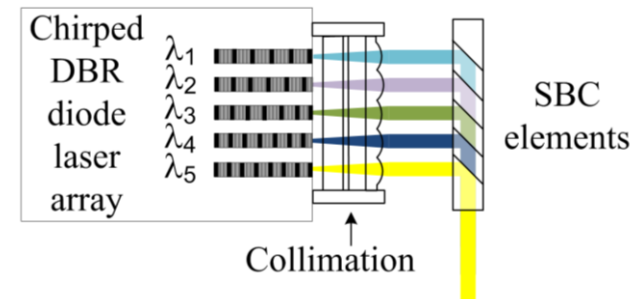 Chirped
DBR
diode
laser
array
λ1
λ2
λ3
λ4
λ5
Collimation
SBC
elements